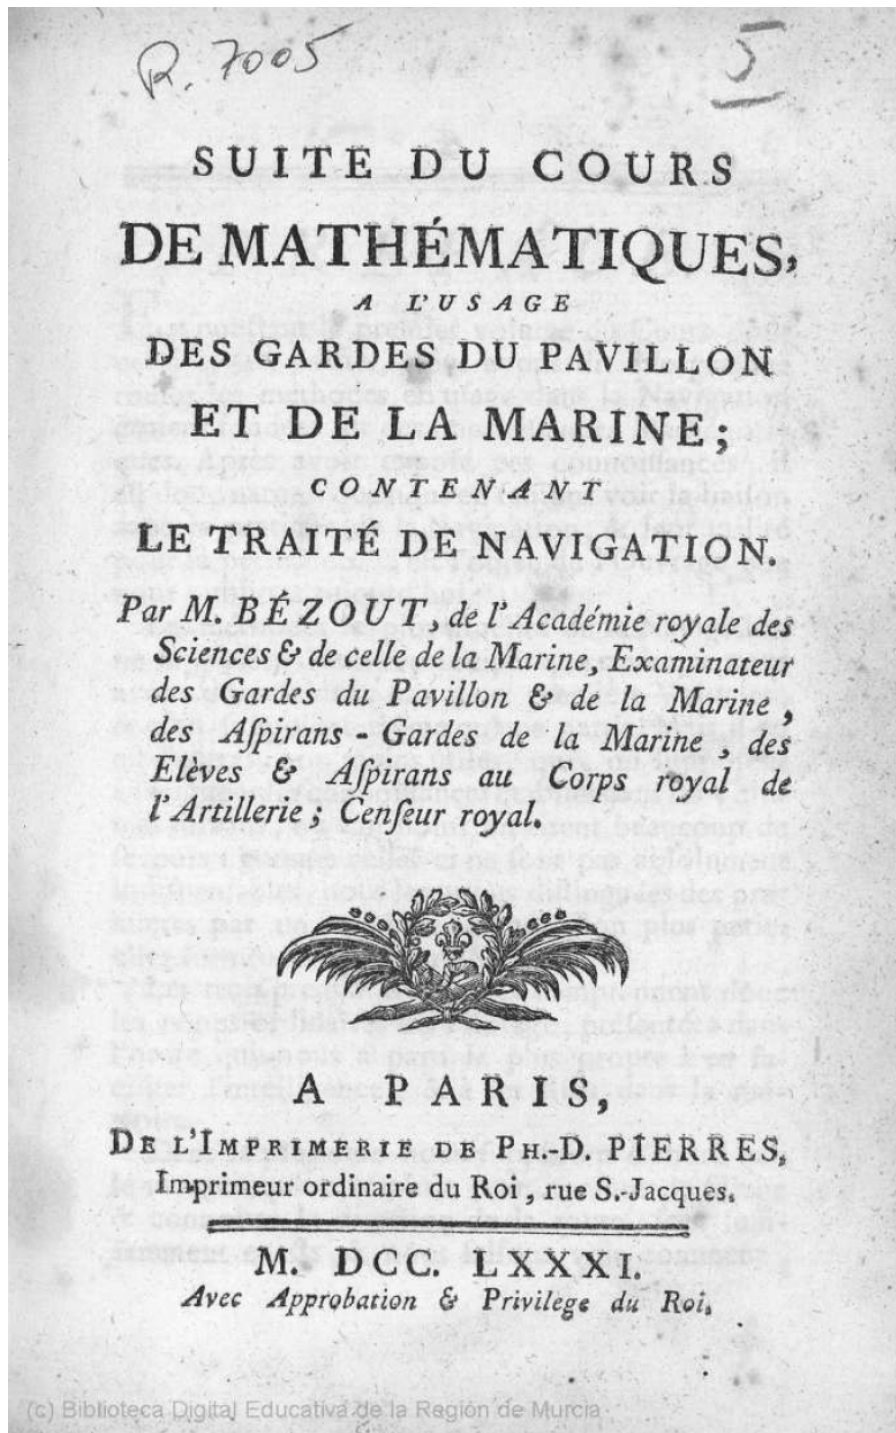 R. 7005
5
SUITE DU COURS
DE MATHÉMATIQUES,
A L'USAGE
DES GARDES DU PAVILLON
ET DE LA MARINE;
CONTENANT
LE TRAITÉ DE NAVIGATION.
Par M. BÉZOUT, de l'Académie royale des
Sciences & de celle de la Marine, Examinateur
des Gardes du Pavillon & de la Marine,
des Aſpirans - Gardes de la Marine, des
Elèves & Aſpirans au Corps royal de
l'Artillerie; Cenſeur royal.
A PARIS,
DE L'IMPRIMERIE DE PH.-D. PIERRES,
Imprimeur ordinaire du Roi, rue S.-Jacques.
M. DCC. LXXXI.
Avec Approbation & Privilege du Roi.
(c) Biblioteca Digital Educativa de la Región de Murcia